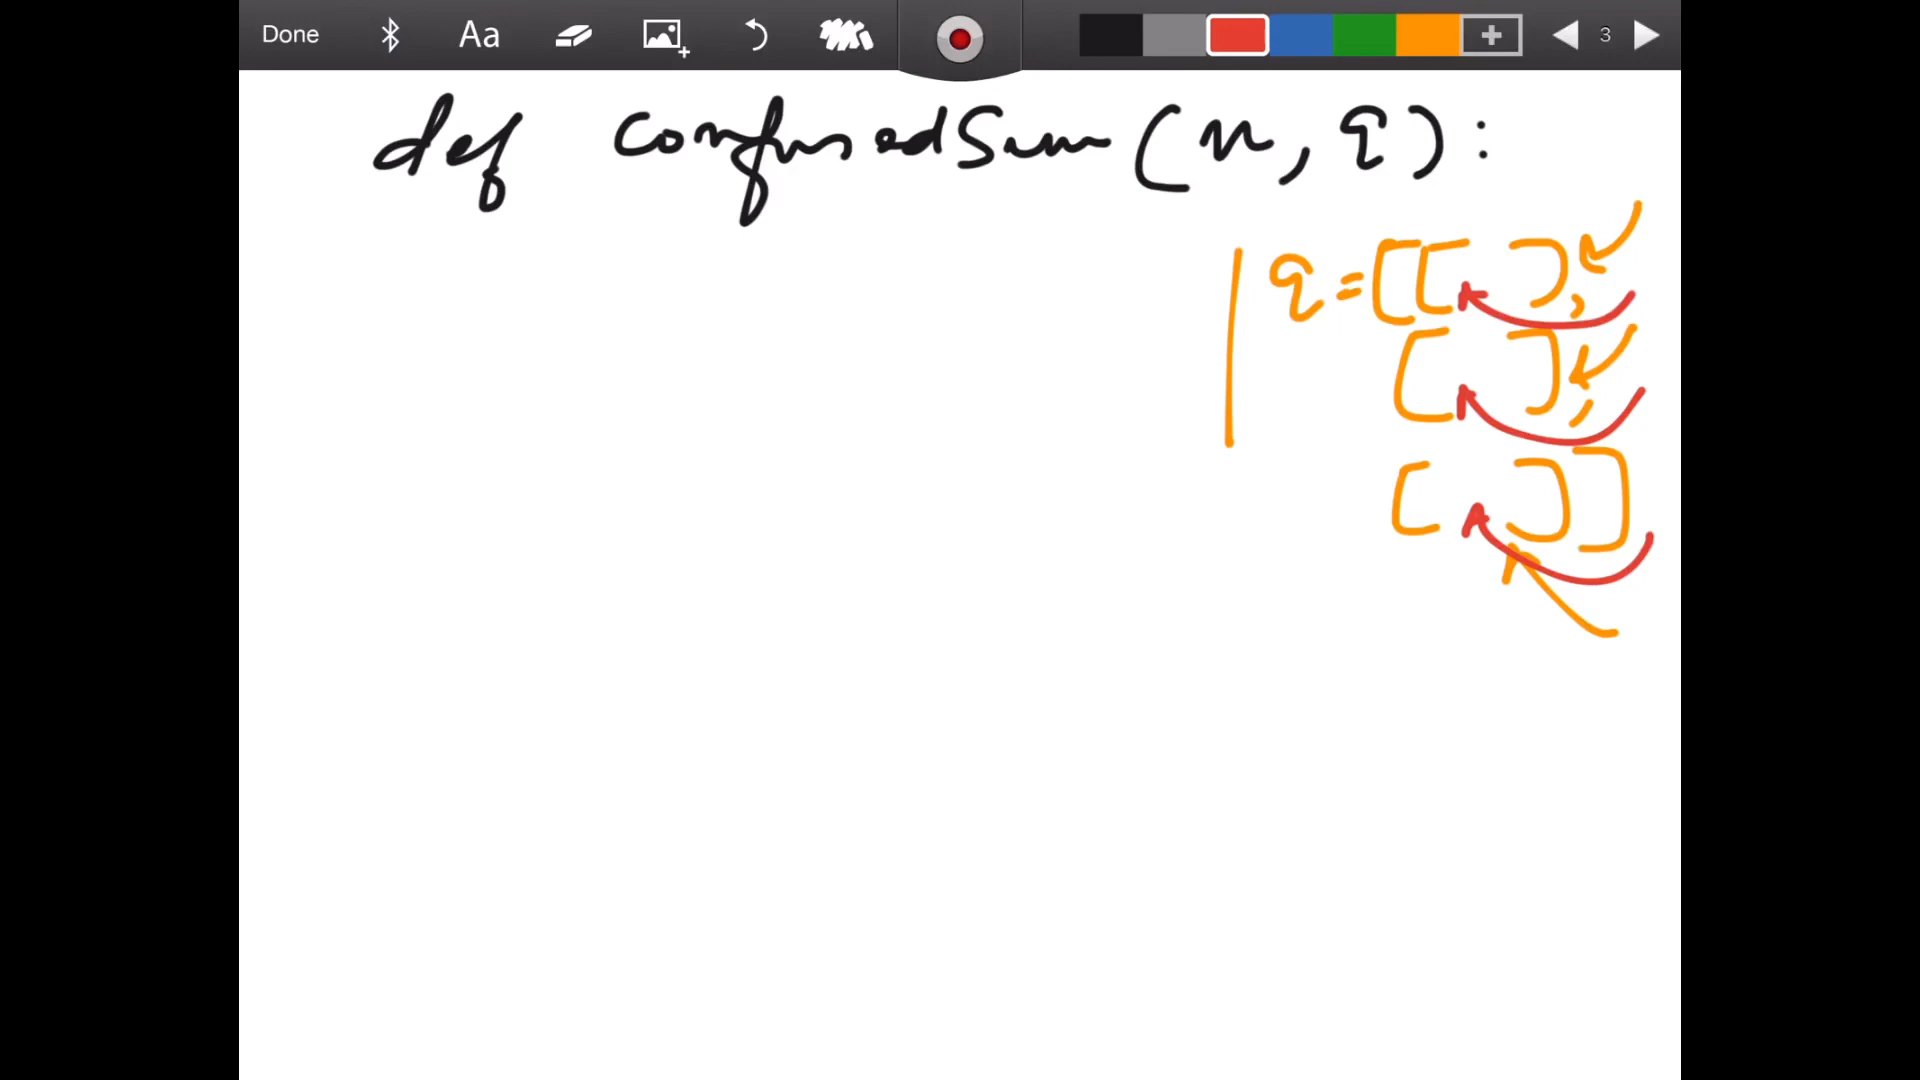 Done Aa 3
def confusedSum(n, q):
q = [[ ],
[ ],
[ ]]